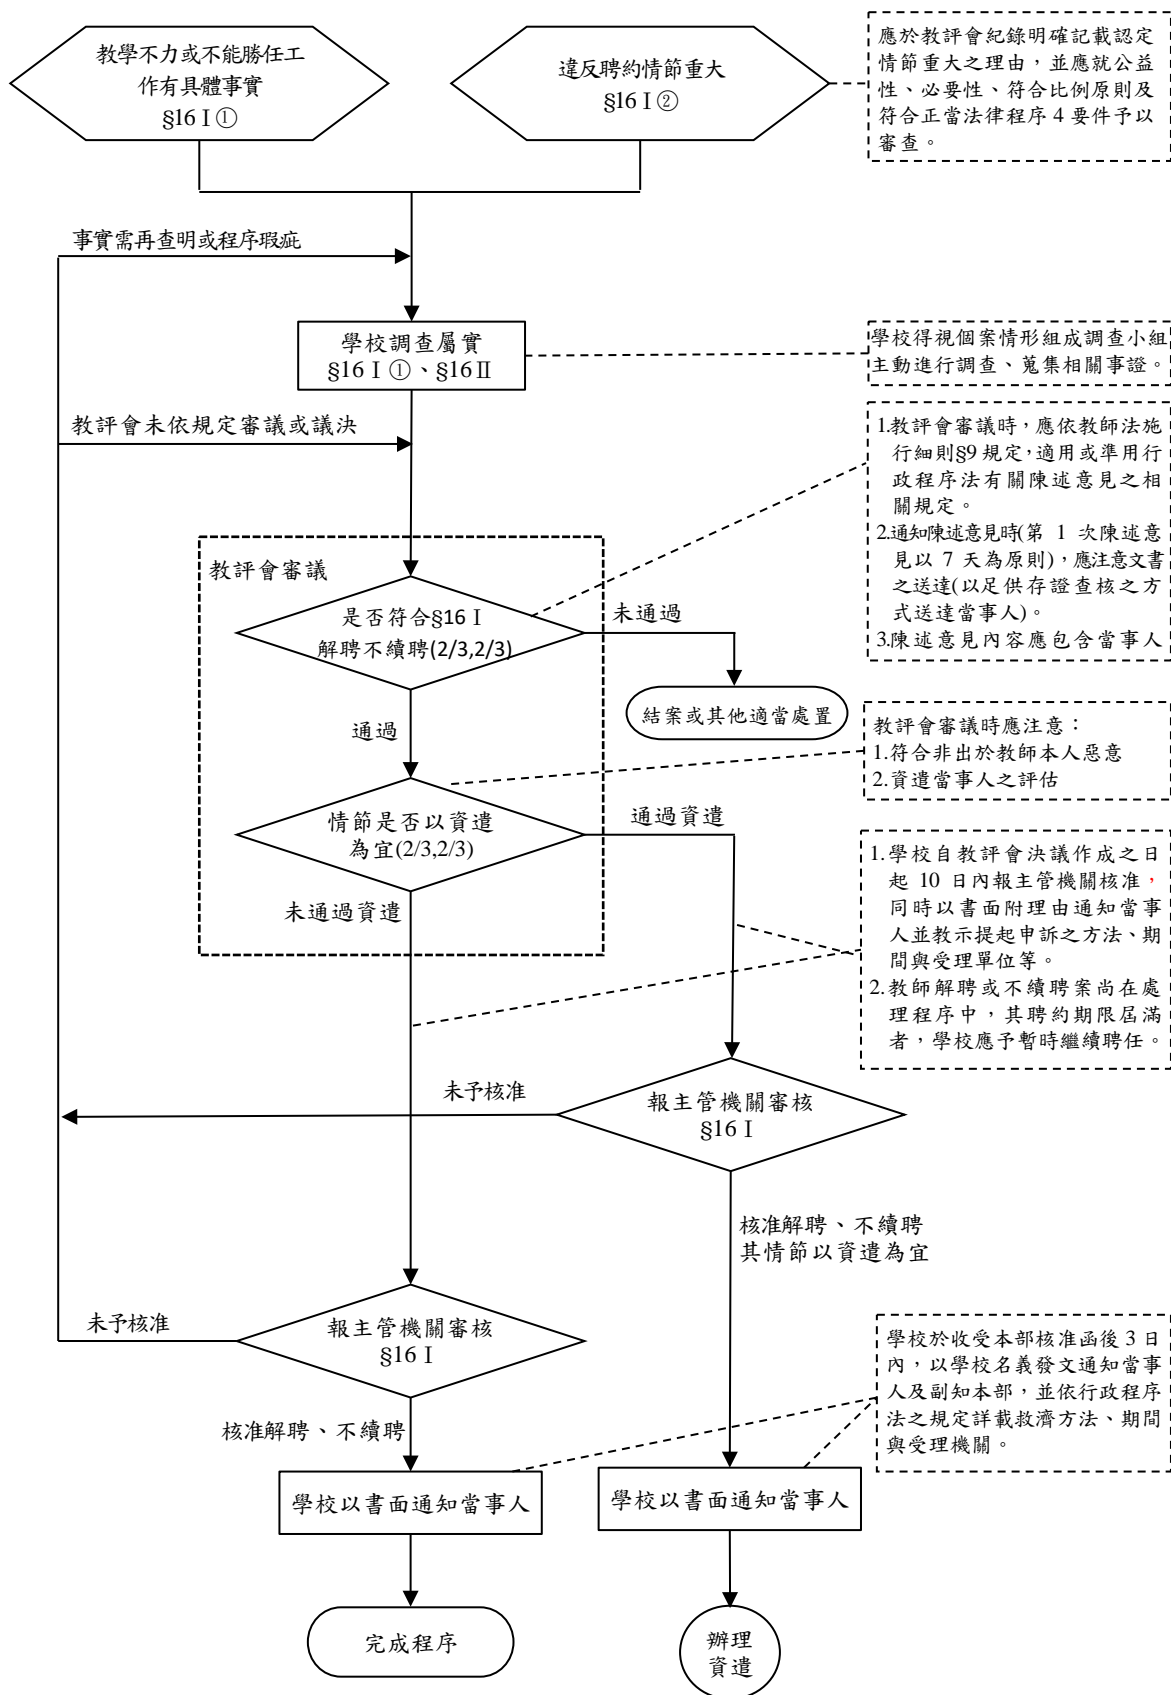 教學不力或不能勝任工
作有具體事實
§16 I ①
違反聘約情節重大
§16 I ②
應於教評會紀錄明確記載認定
情節重大之理由，並應就公益
性、必要性、符合比例原則及
符合正當法律程序 4 要件予以
審查。
事實需再查明或程序瑕疵
學校調查屬實
§16 I ①、§16 II
學校得視個案情形組成調查小組
主動進行調查、蒐集相關事證。
教評會未依規定審議或議決
1.教評會審議時，應依教師法施
行細則§9 規定，適用或準用行
政程序法有關陳述意見之相
關規定。
2.通知陳述意見時(第 1 次陳述意
見以 7 天為原則)，應注意文書
之送達(以足供存證查核之方
式送達當事人)。
3.陳述意見內容應包含當事人
教評會審議
是否符合§16 I
解聘不續聘(2/3,2/3)
未通過
結案或其他適當處置
通過
教評會審議時應注意：
1.符合非出於教師本人惡意
2.資遣當事人之評估
情節是否以資遣
為宜(2/3,2/3)
通過資遣
未通過資遣
1.學校自教評會決議作成之日
起 10 日內報主管機關核准，
同時以書面附理由通知當事
人並教示提起申訴之方法、期
間與受理單位等。
2.教師解聘或不續聘案尚在處
理程序中，其聘約期限屆滿
者，學校應予暫時繼續聘任。
未予核准
報主管機關審核
§16 I
核准解聘、不續聘
其情節以資遣為宜
未予核准
報主管機關審核
§16 I
學校於收受本部核准函後 3 日
內，以學校名義發文通知當事
人及副知本部，並依行政程序
法之規定詳載救濟方法、期間
與受理機關。
核准解聘、不續聘
學校以書面通知當事人
學校以書面通知當事人
完成程序
辦理
資遣